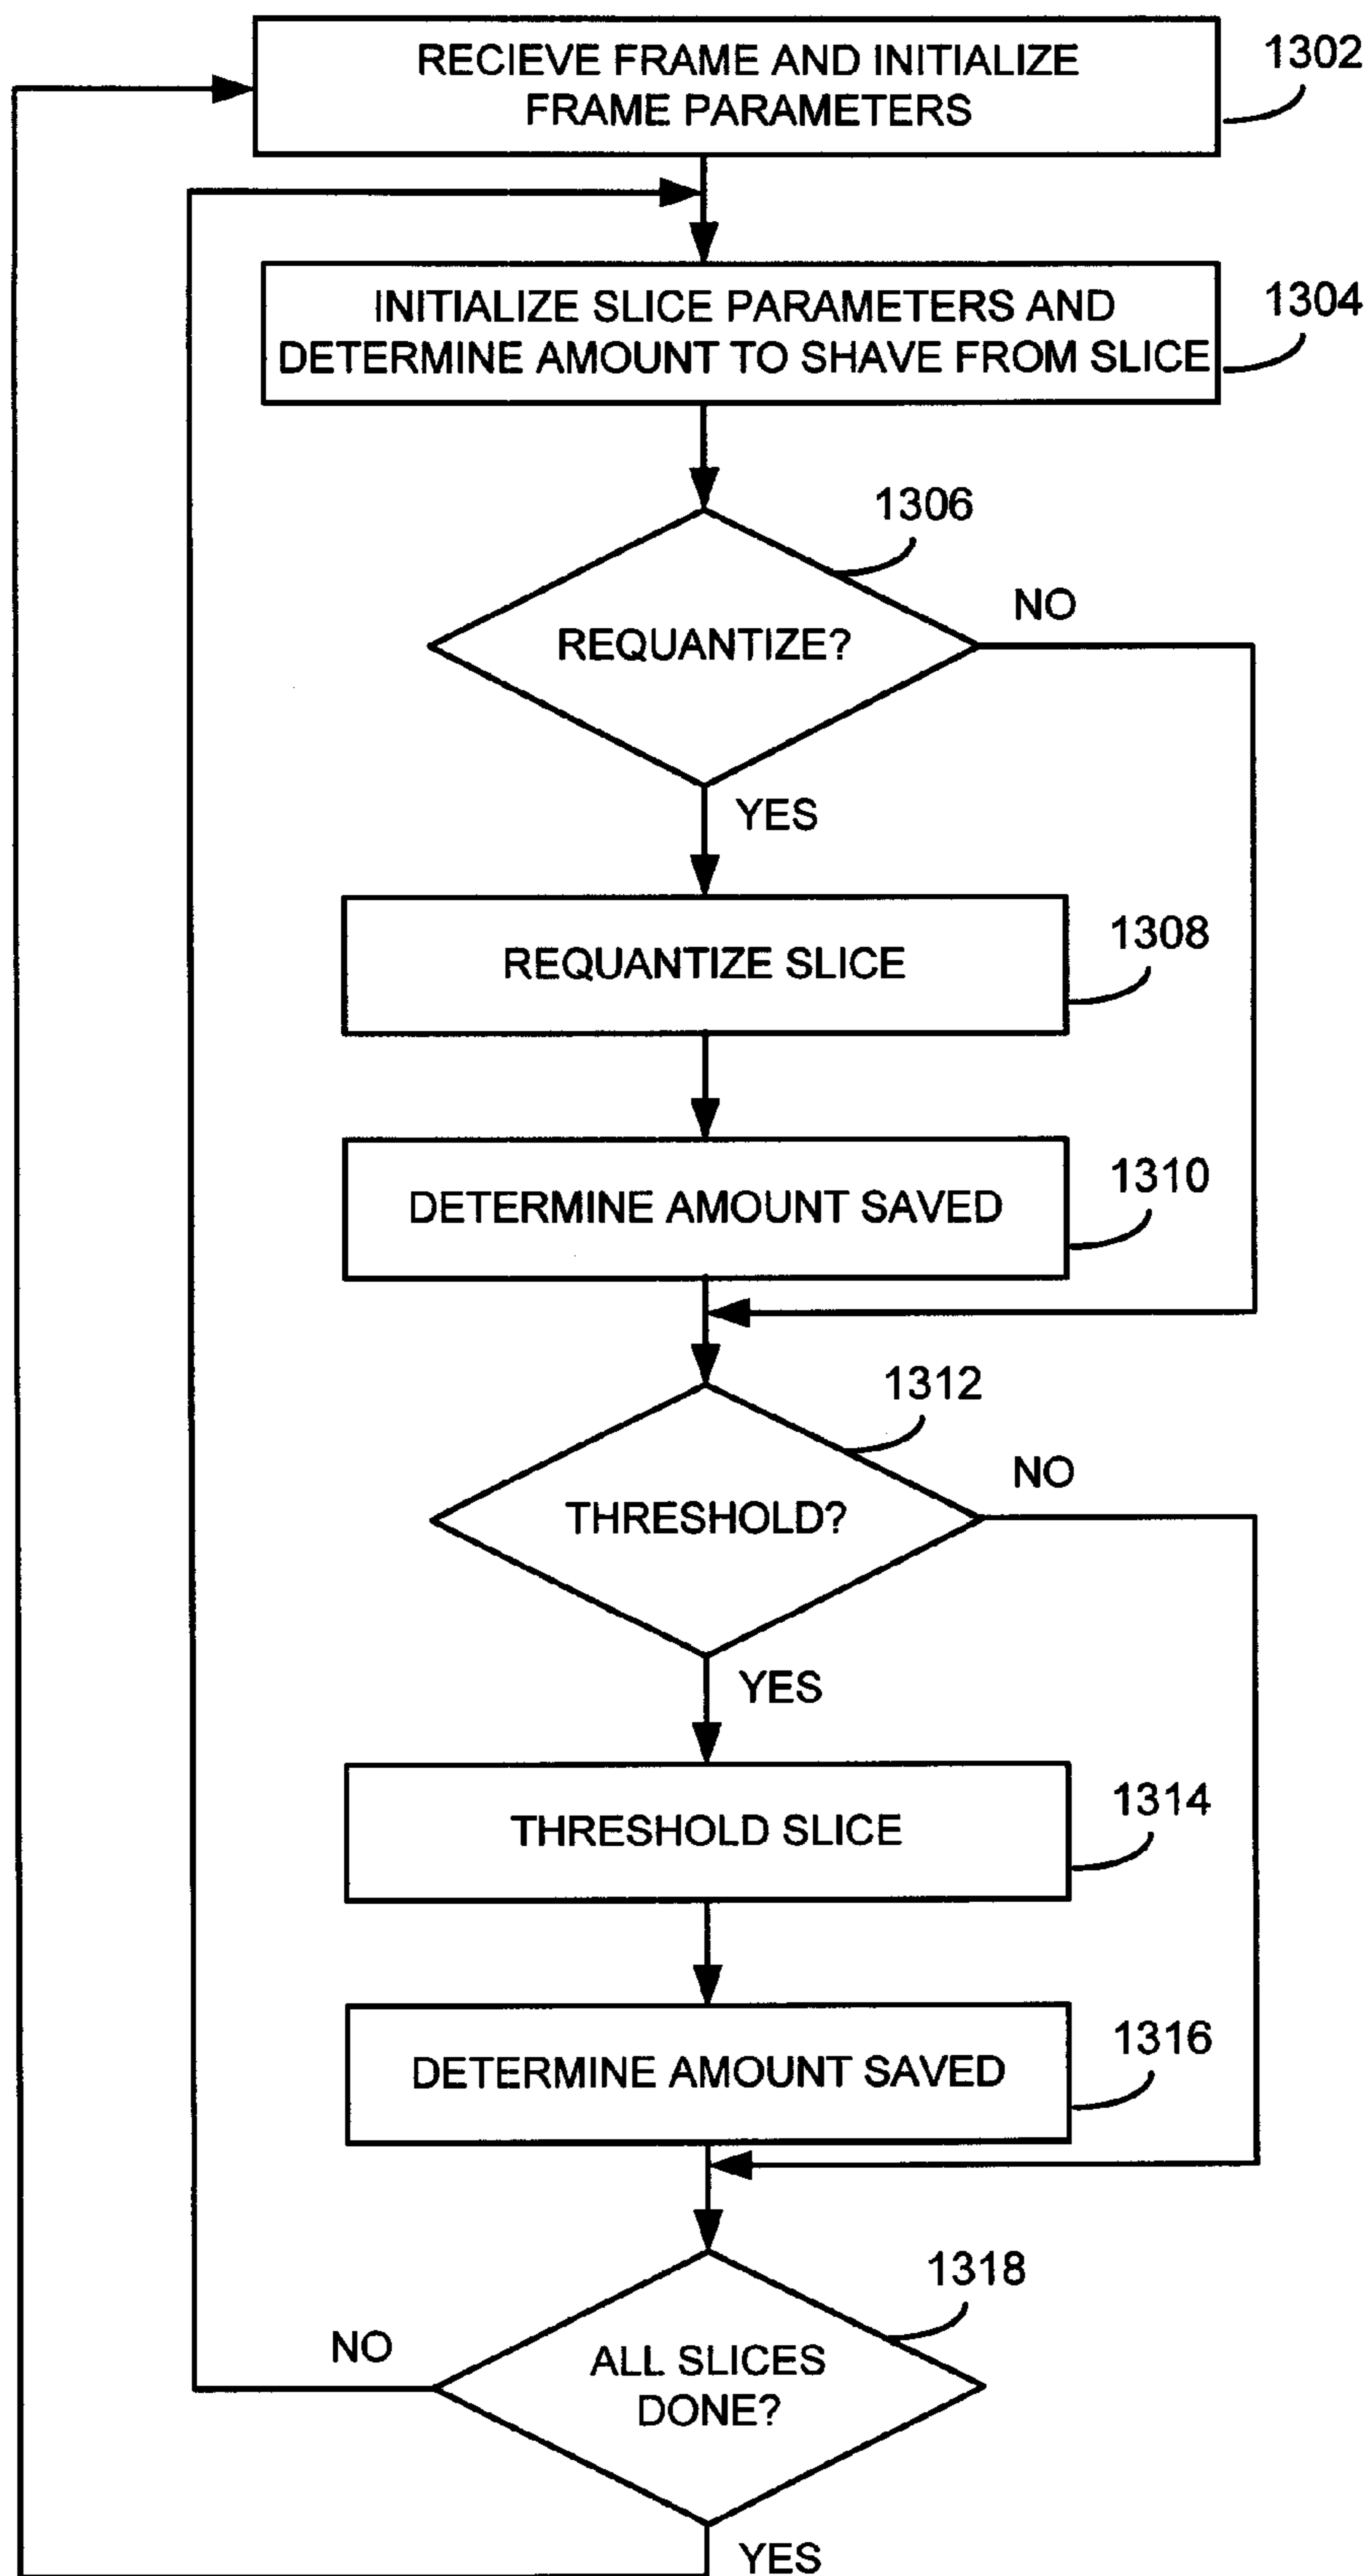 RECIEVE FRAME AND INITIALIZE
FRAME PARAMETERS
1302
INITIALIZE SLICE PARAMETERS AND
DETERMINE AMOUNT TO SHAVE FROM SLICE
1304
1306
REQUANTIZE?
NO
YES
REQUANTIZE SLICE
1308
DETERMINE AMOUNT SAVED
1310
1312
THRESHOLD?
NO
YES
THRESHOLD SLICE
1314
DETERMINE AMOUNT SAVED
1316
1318
ALL SLICES
DONE?
NO
YES